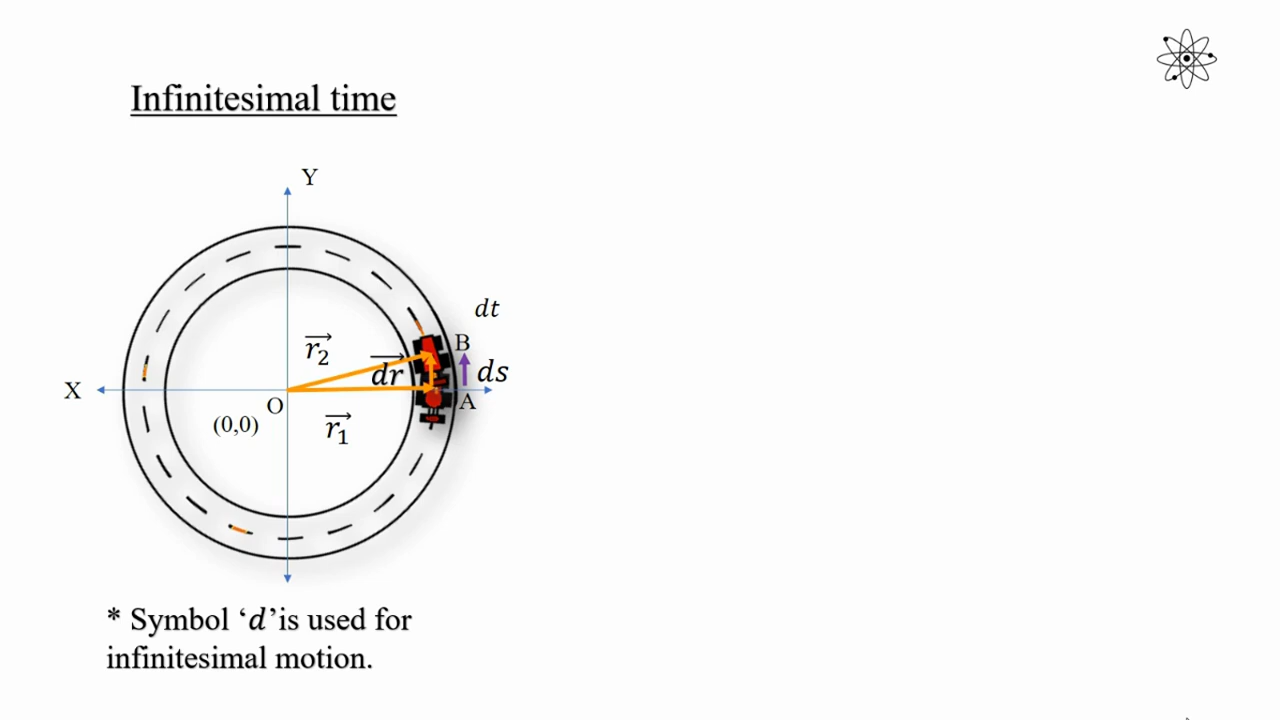 Infinitesimal time
Y
dt
B
r₂
dr
ds
X
O
A
(0,0)
r₁
* Symbol ‘d’is used for
infinitesimal motion.